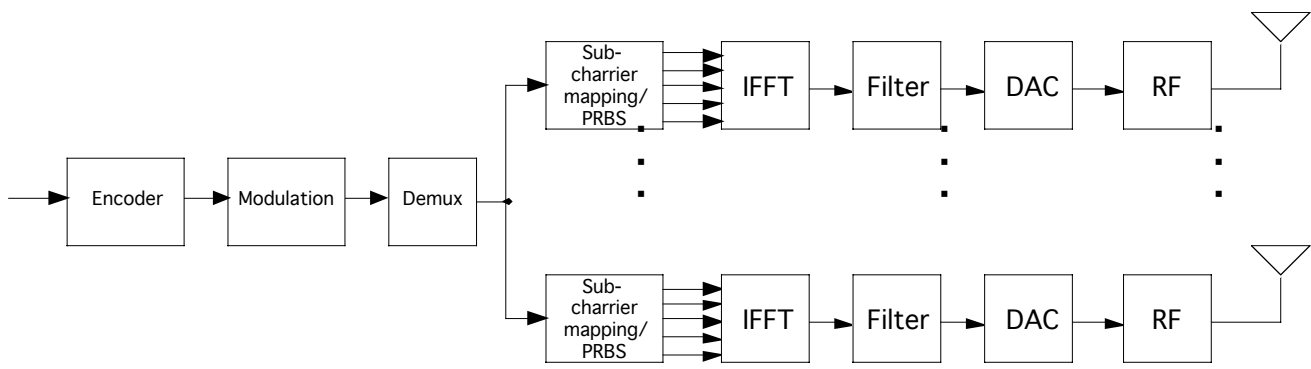 Sub-
charrier
mapping/
PRBS
IFFT
Filter
DAC
RF
Encoder
Modulation
Demux
Sub-
charrier
mapping/
PRBS
IFFT
Filter
DAC
RF